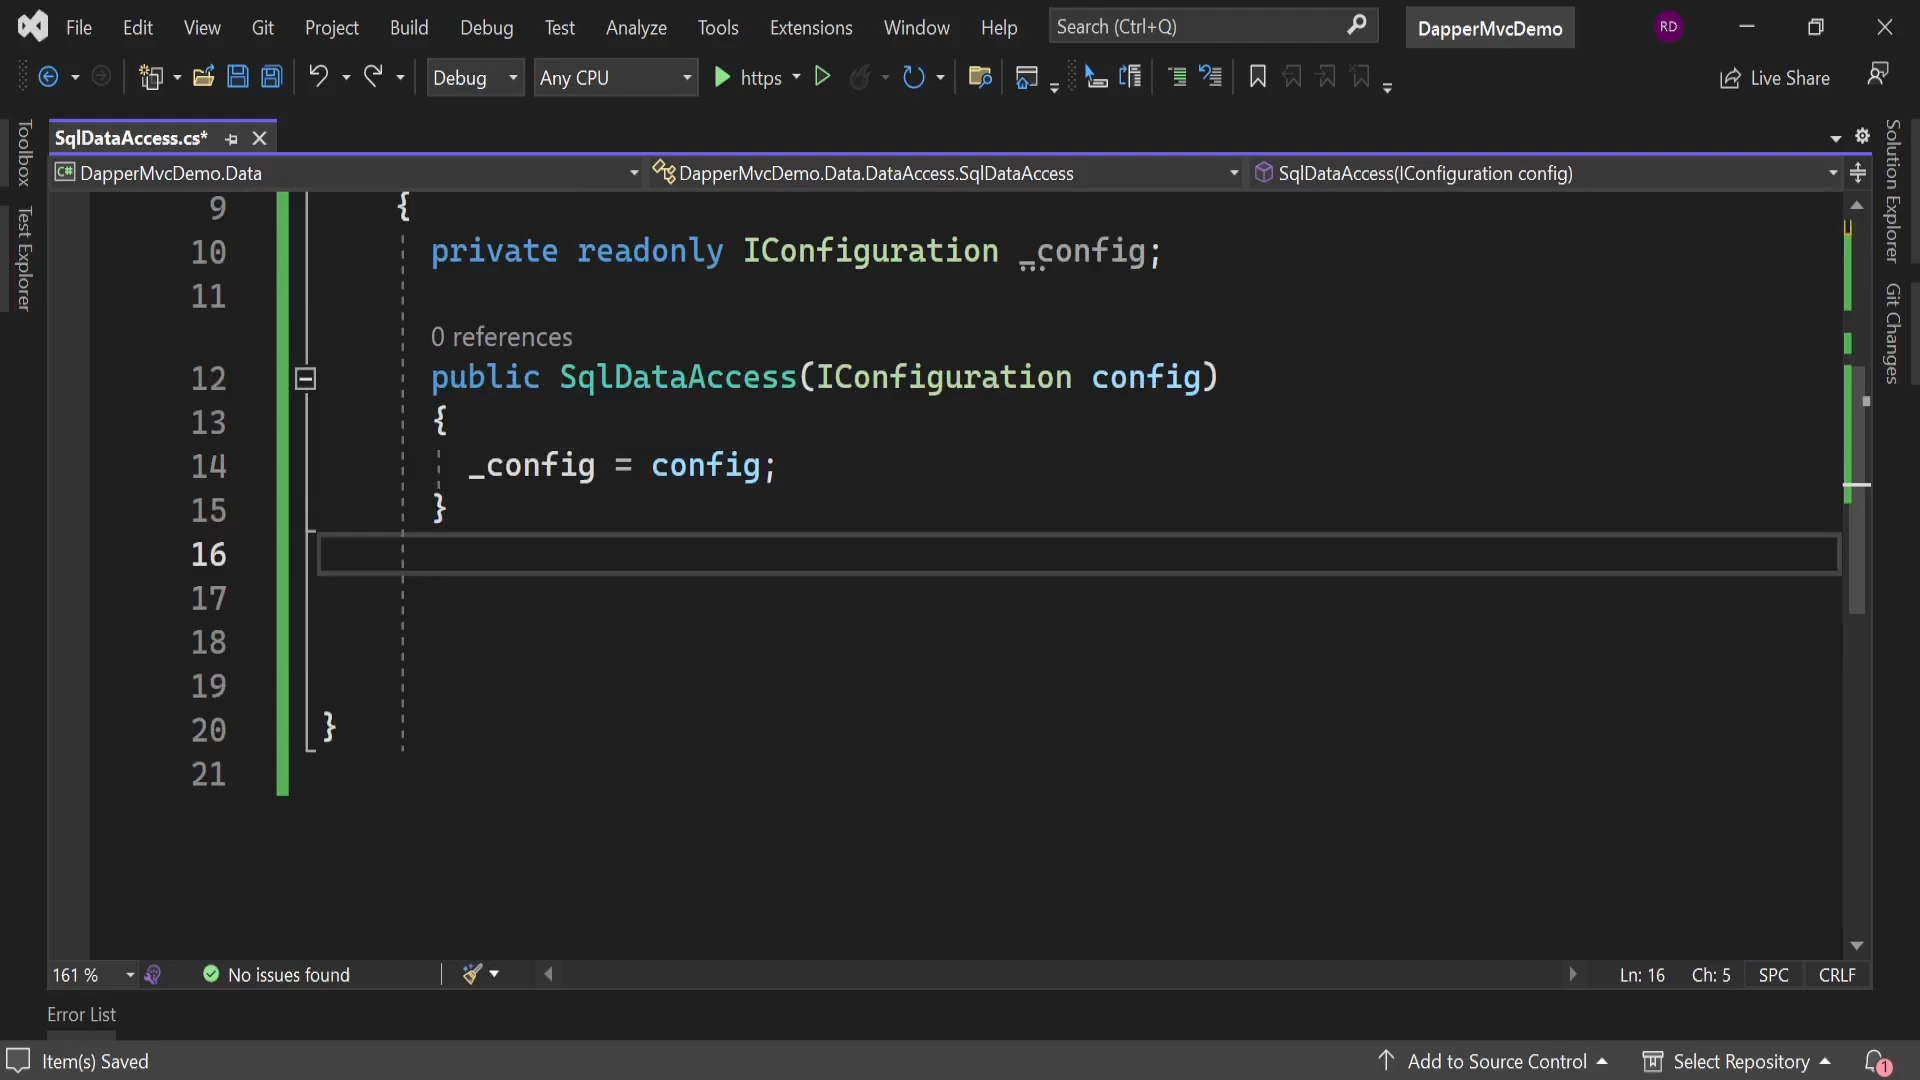 File Edit View Git Project Build Debug Test Analyze Tools Extensions Window Help Search (Ctrl+Q) DapperMvcDemo RD
Debug Any CPU https Live Share
Toolbox
Test Explorer
SqlDataAccess.cs*
DapperMvcDemo.Data DapperMvcDemo.Data.DataAccess.SqlDataAccess SqlDataAccess(IConfiguration config)
9 {
10 private readonly IConfiguration _config;
11
0 references
12 public SqlDataAccess(IConfiguration config)
13 {
14 _config = config;
15 }
16
17
18
19
20 }
21
Solution Explorer
Git Changes
161 % No issues found Ln: 16 Ch: 5 SPC CRLF
Error List
Item(s) Saved Add to Source Control Select Repository 1